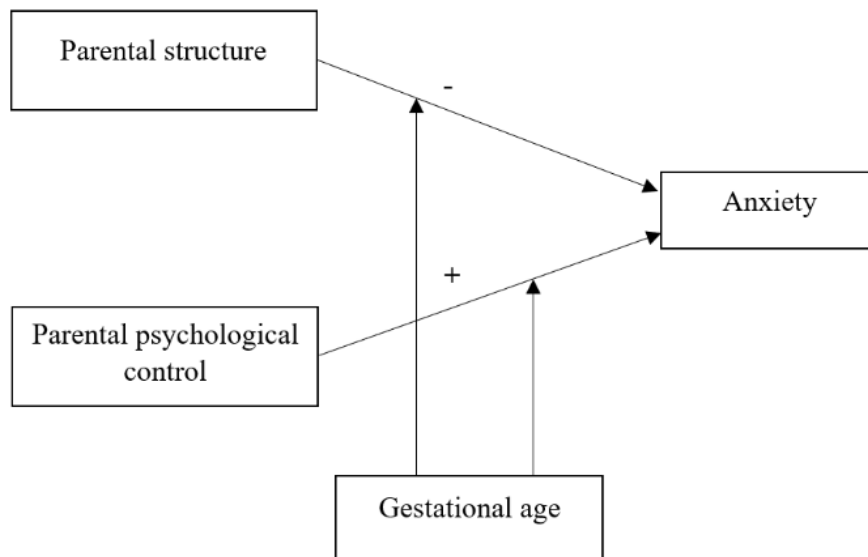 Parental structure
-
Anxiety
+
Parental psychological
control
Gestational age